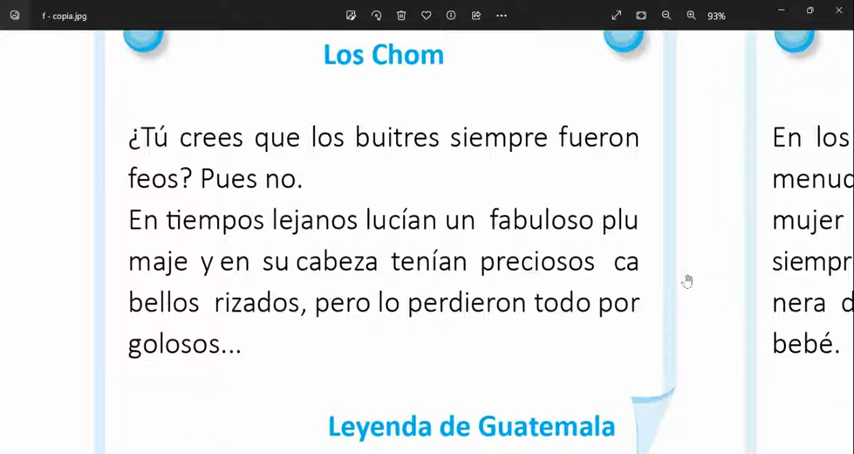 f - copia.jpg
93%
Los Chom
¿Tú crees que los buitres siempre fueron
feos? Pues no.
En tiempos lejanos lucían un fabuloso plu
maje y en su cabeza tenían preciosos ca
bellos rizados, pero lo perdieron todo por
golosos...
Leyenda de Guatemala
En los
menud
mujer
siempr
nera d
bebé.